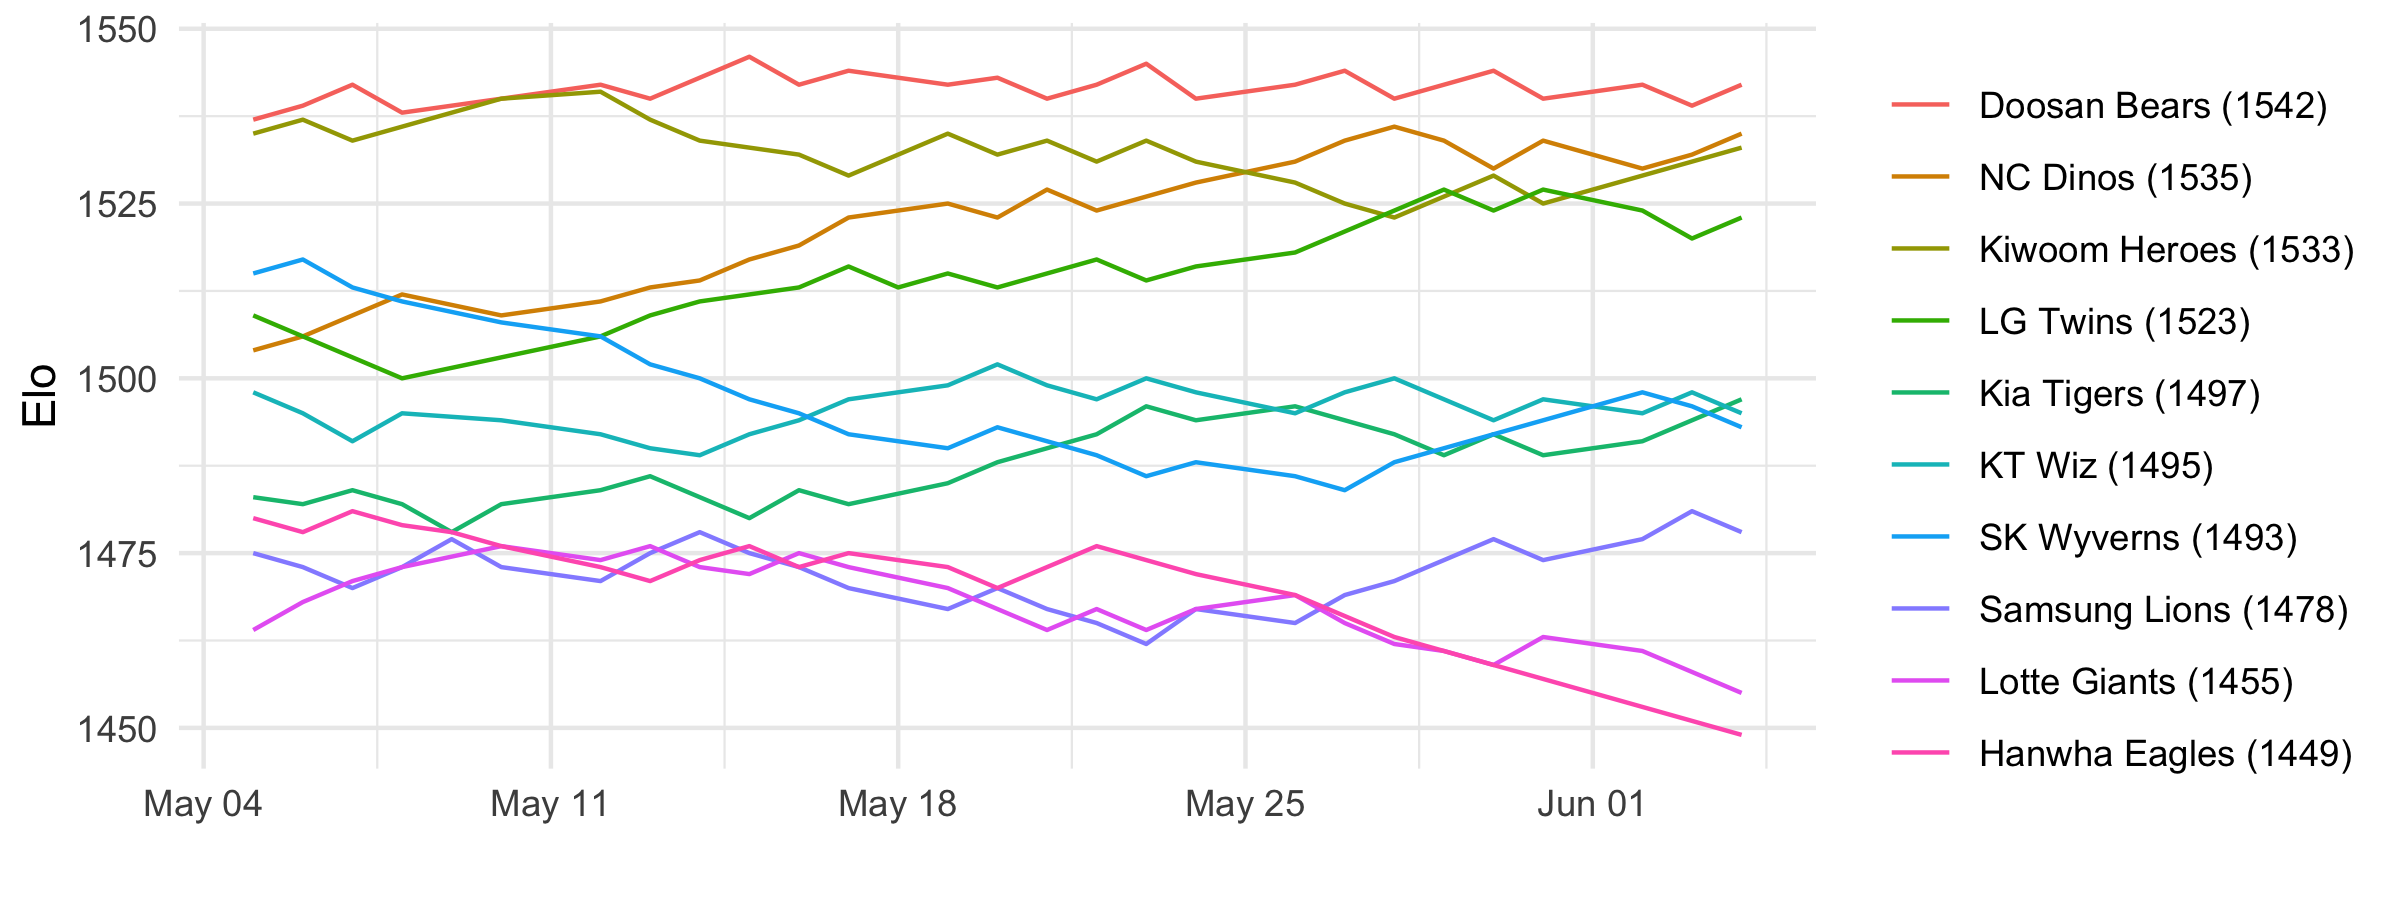 1550
1525
1500
1475
1450
Elo
May 04
May 11
May 18
May 25
Jun 01
Doosan Bears (1542)
NC Dinos (1535)
Kiwoom Heroes (1533)
LG Twins (1523)
Kia Tigers (1497)
KT Wiz (1495)
SK Wyverns (1493)
Samsung Lions (1478)
Lotte Giants (1455)
Hanwha Eagles (1449)